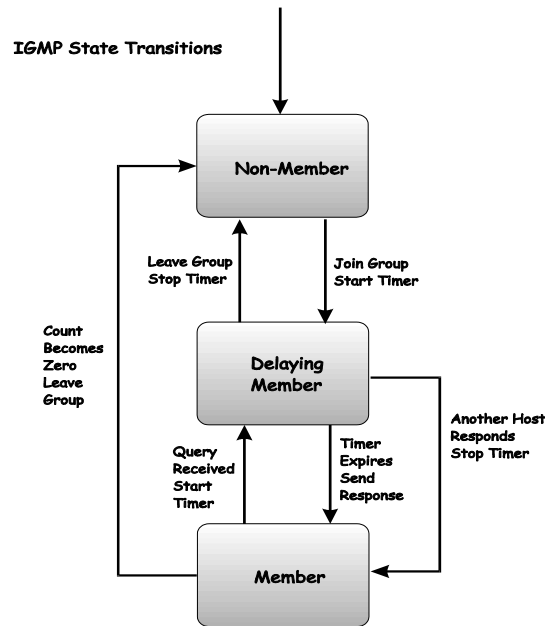 IGMP State Transitions
Non-Member
Leave Group
Stop Timer
Join Group
Start Timer
Count
Becomes
Zero
Leave
Group
Delaying
Member
Another Host
Responds
Stop Timer
Query
Received
Start
Timer
Timer
Expires
Send
Response
Member